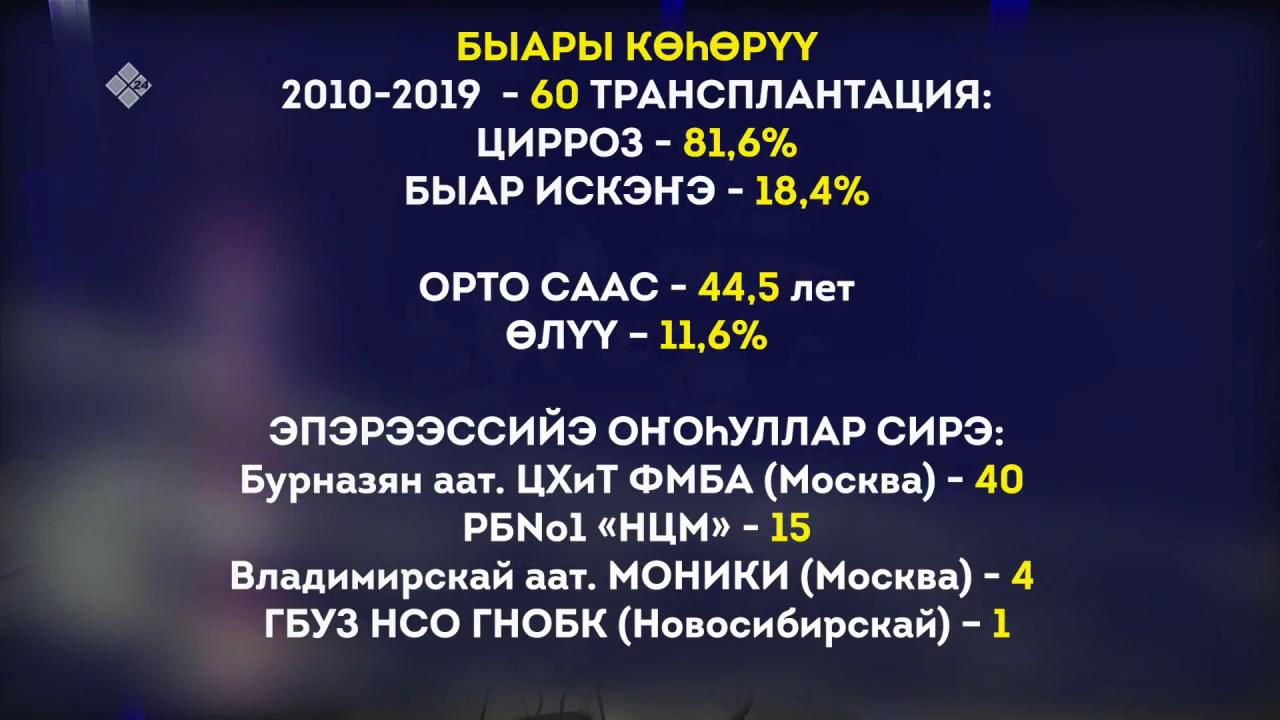 БЫАРЫ КӨҺӨРҮҮ
24
2010-2019 - 60 ТРАНСПЛАНТАЦИЯ:
ЦИРРОЗ - 81,6%
БЫАР ИСКЭҤЭ - 18,4%
ОРТО СААС - 44,5 лет
ӨЛҮҮ - 11,6%
ЭПЭРЭЭССИЙЭ ОҤОҺУЛЛАР СИРЭ:
Бурназян аат. ЦХиТ ФМБА (Москва) - 40
РБNo1 «НЦМ» - 15
Владимирскай аат. МОНИКИ (Москва) - 4
ГБУЗ НСО ГНОБК (Новосибирскай) - 1